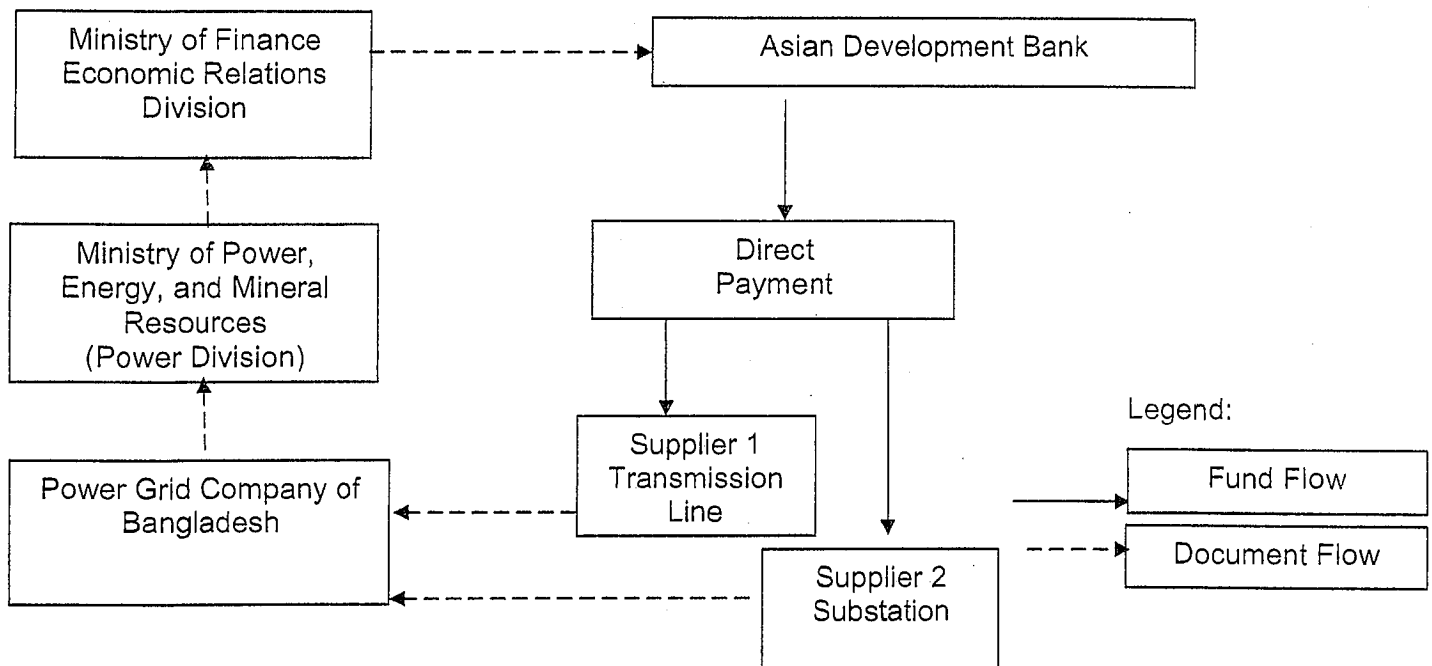 Ministry of Finance
Economic Relations
Division
Asian Development Bank
Ministry of Power,
Energy, and Mineral
Resources
(Power Division)
Direct
Payment
Power Grid Company of
Bangladesh
Supplier 1
Transmission
Line
Supplier 2
Substation
Legend:
Fund Flow
Document Flow